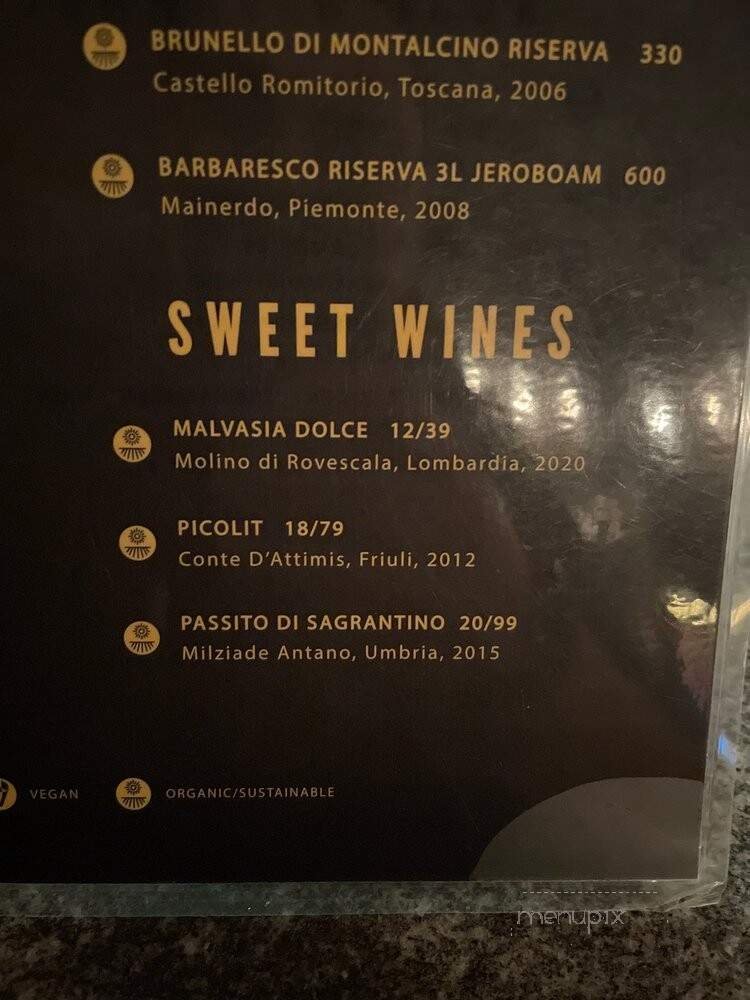 BRUNELLO DI MONTALCINO RISERVA 330
Castello Romitorio, Toscana, 2006
BARBARESCO RISERVA 3L JEROBOAM 600
Mainerdo, Piemonte, 2008
SWEET WINES
MALVASIA DOLCE 12/39
Molino di Rovescala, Lombardia, 2020
PICOLIT 18/79
Conte D'Attimis, Friuli, 2012
PASSITO DI SAGRANTINO 20/99
Milziade Antano, Umbria, 2015
VEGAN ORGANIC/SUSTAINABLE
menupix